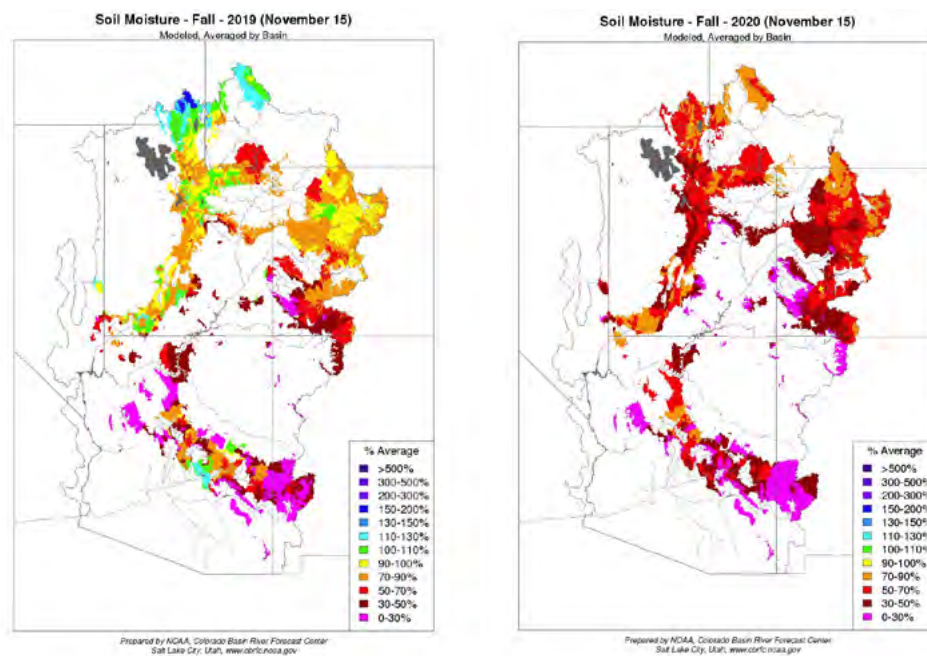 Soil Moisture - Fall - 2019 (November 15)
Modeled, Averaged by Basin
% Average
>500%
300-500%
200-300%
150-200%
130-150%
110-130%
100-110%
90-100%
70-90%
50-70%
30-50%
0-30%
Prepared by NOAA, Colorado Basin River Forecast Center
Salt Lake City, Utah, www.cbrfc.noaa.gov
Soil Moisture - Fall - 2020 (November 15)
Modeled, Averaged by Basin
% Average
>500%
300-500%
200-300%
150-200%
130-150%
110-130%
100-110%
90-100%
70-90%
50-70%
30-50%
0-30%
Prepared by NOAA, Colorado Basin River Forecast Center
Salt Lake City, Utah, www.cbrfc.noaa.gov